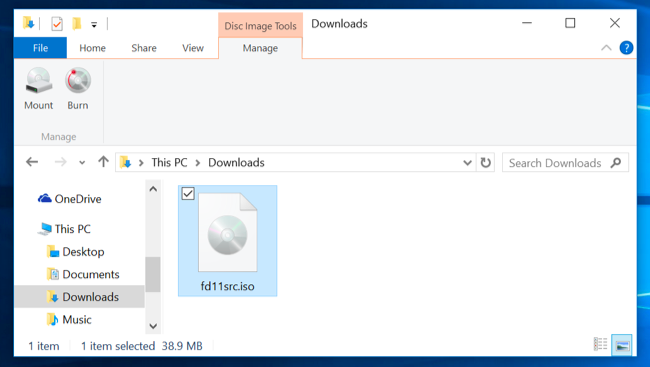 Disc Image Tools
Downloads
File Home Share View Manage
?
Mount Burn
Manage
This PC > Downloads
Search Downloads
OneDrive
This PC
Desktop
Documents
Downloads
Music
fd11src.iso
1 item 1 item selected 38.9 MB